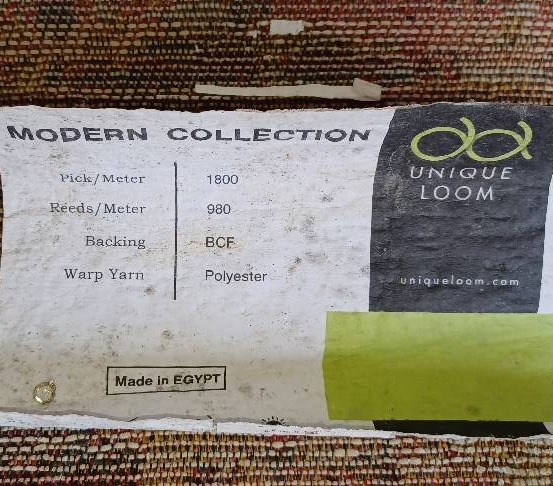 MODERN COLLECTION
Pick/Meter 1800
Reeds/Meter 980
Backing BCF
Warp Yarn Polyester
Made in EGYPT
UNIQUE
LOOM
uniqueloom.com